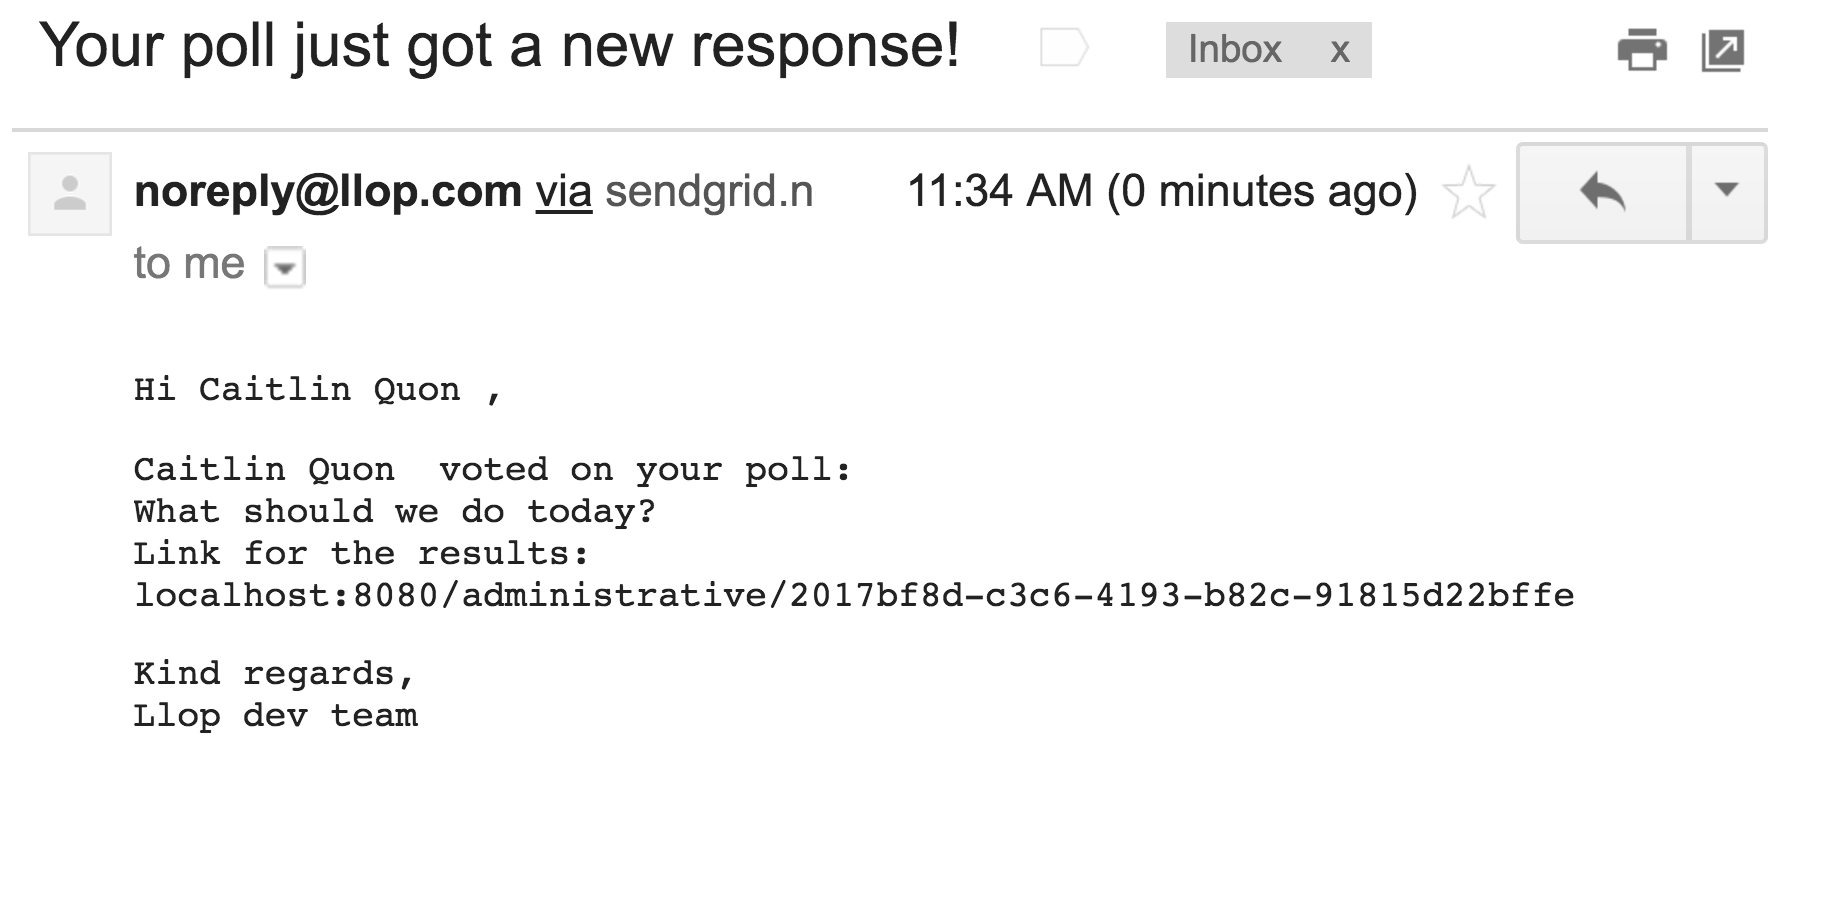 Your poll just got a new response!
Inbox x
noreply@llop.com via sendgrid.n 11:34 AM (0 minutes ago)
to me
Hi Caitlin Quon ,
Caitlin Quon  voted on your poll:
What should we do today?
Link for the results:
localhost:8080/administrative/2017bf8d-c3c6-4193-b82c-91815d22bffe
Kind regards,
Llop dev team